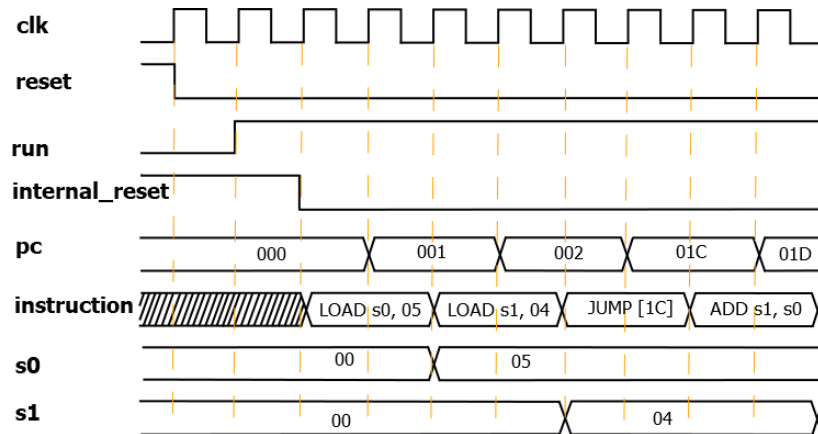 clk
reset
run
internal_reset
pc 000 001 002 01C 01D
instruction LOAD s0, 05 LOAD s1, 04 JUMP [1C] ADD s1, s0
s0 00 05
s1 00 04